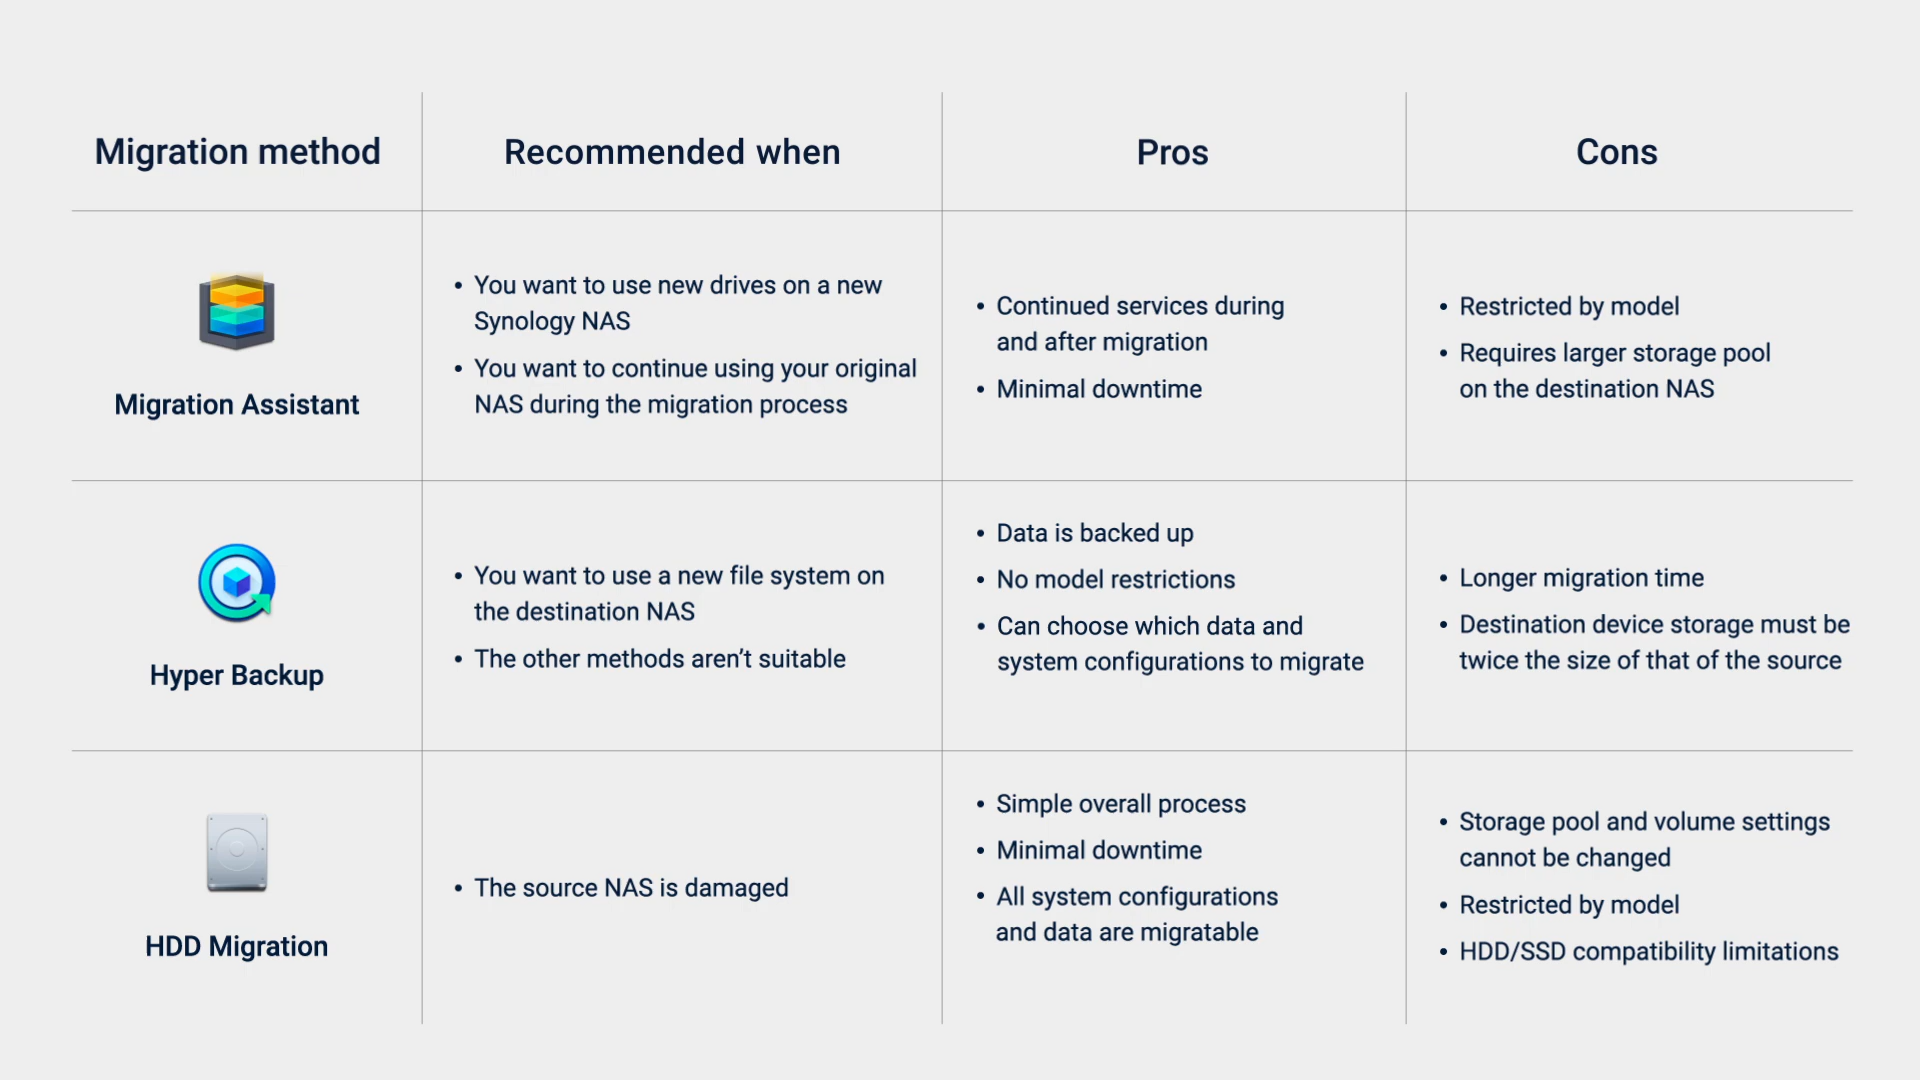 Migration method
Recommended when
Pros
Cons
Migration Assistant
• You want to use new drives on a new
Synology NAS
• You want to continue using your original
NAS during the migration process
• Continued services during
and after migration
• Minimal downtime
• Restricted by model
• Requires larger storage pool
on the destination NAS
Hyper Backup
• You want to use a new file system on
the destination NAS
• The other methods aren’t suitable
• Data is backed up
• No model restrictions
• Can choose which data and
system configurations to migrate
• Longer migration time
• Destination device storage must be
twice the size of that of the source
HDD Migration
• The source NAS is damaged
• Simple overall process
• Minimal downtime
• All system configurations
and data are migratable
• Storage pool and volume settings
cannot be changed
• Restricted by model
• HDD/SSD compatibility limitations